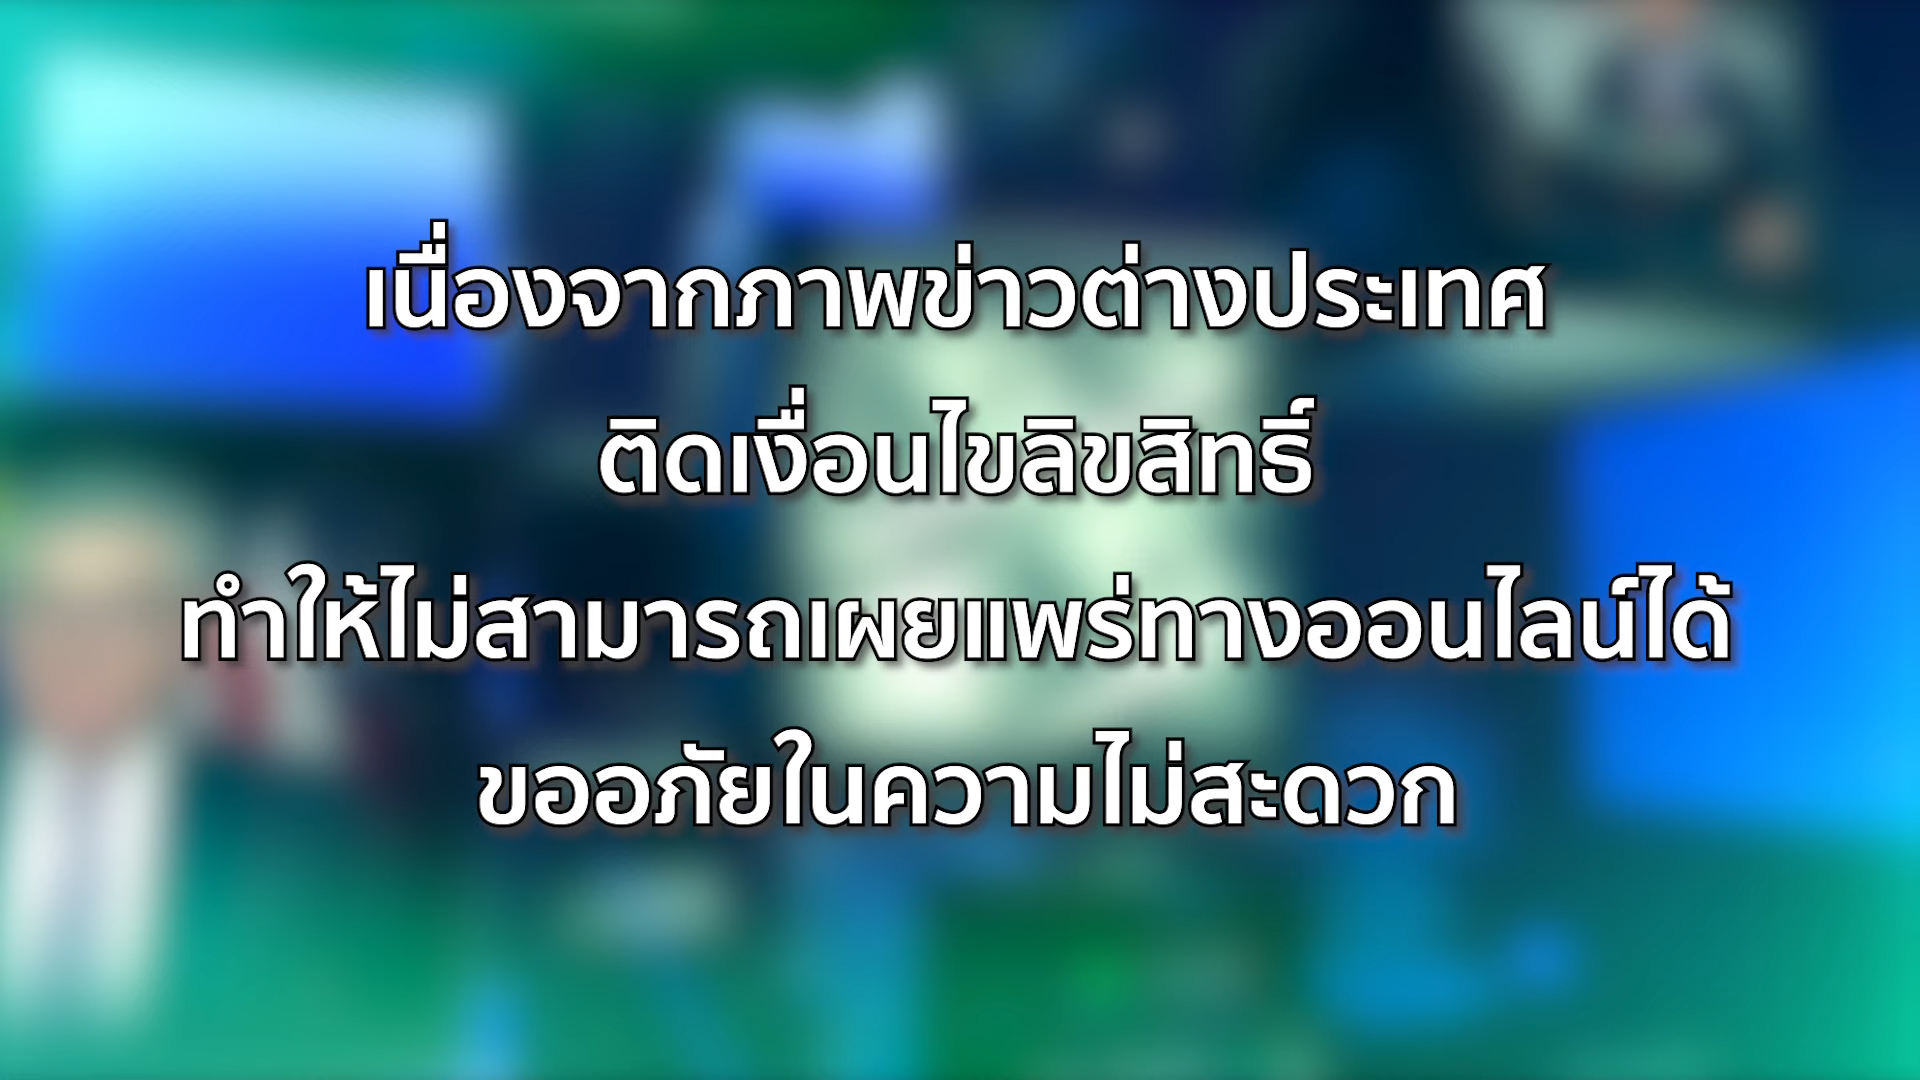 เนื่องจากภาพข่าวต่างประเทศ
ติดเงื่อนไขลิขสิทธิ์
ทำให้ไม่สามารถเผยแพร่ทางออนไลน์ได้
ขออภัยในความไม่สะดวก